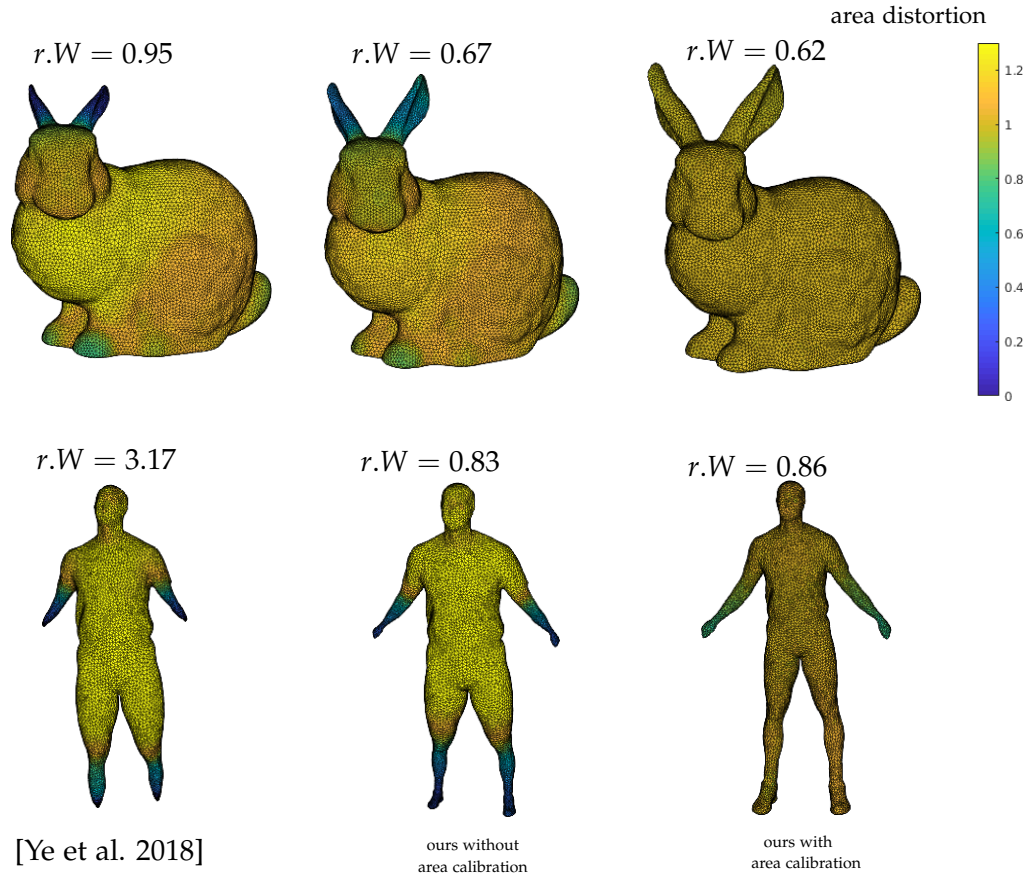 area distortion
r.W = 0.95
r.W = 0.67
r.W = 0.62
1.2
1
0.8
0.6
0.4
0.2
0
r.W = 3.17
r.W = 0.83
r.W = 0.86
[Ye et al. 2018]
ours without
area calibration
ours with
area calibration